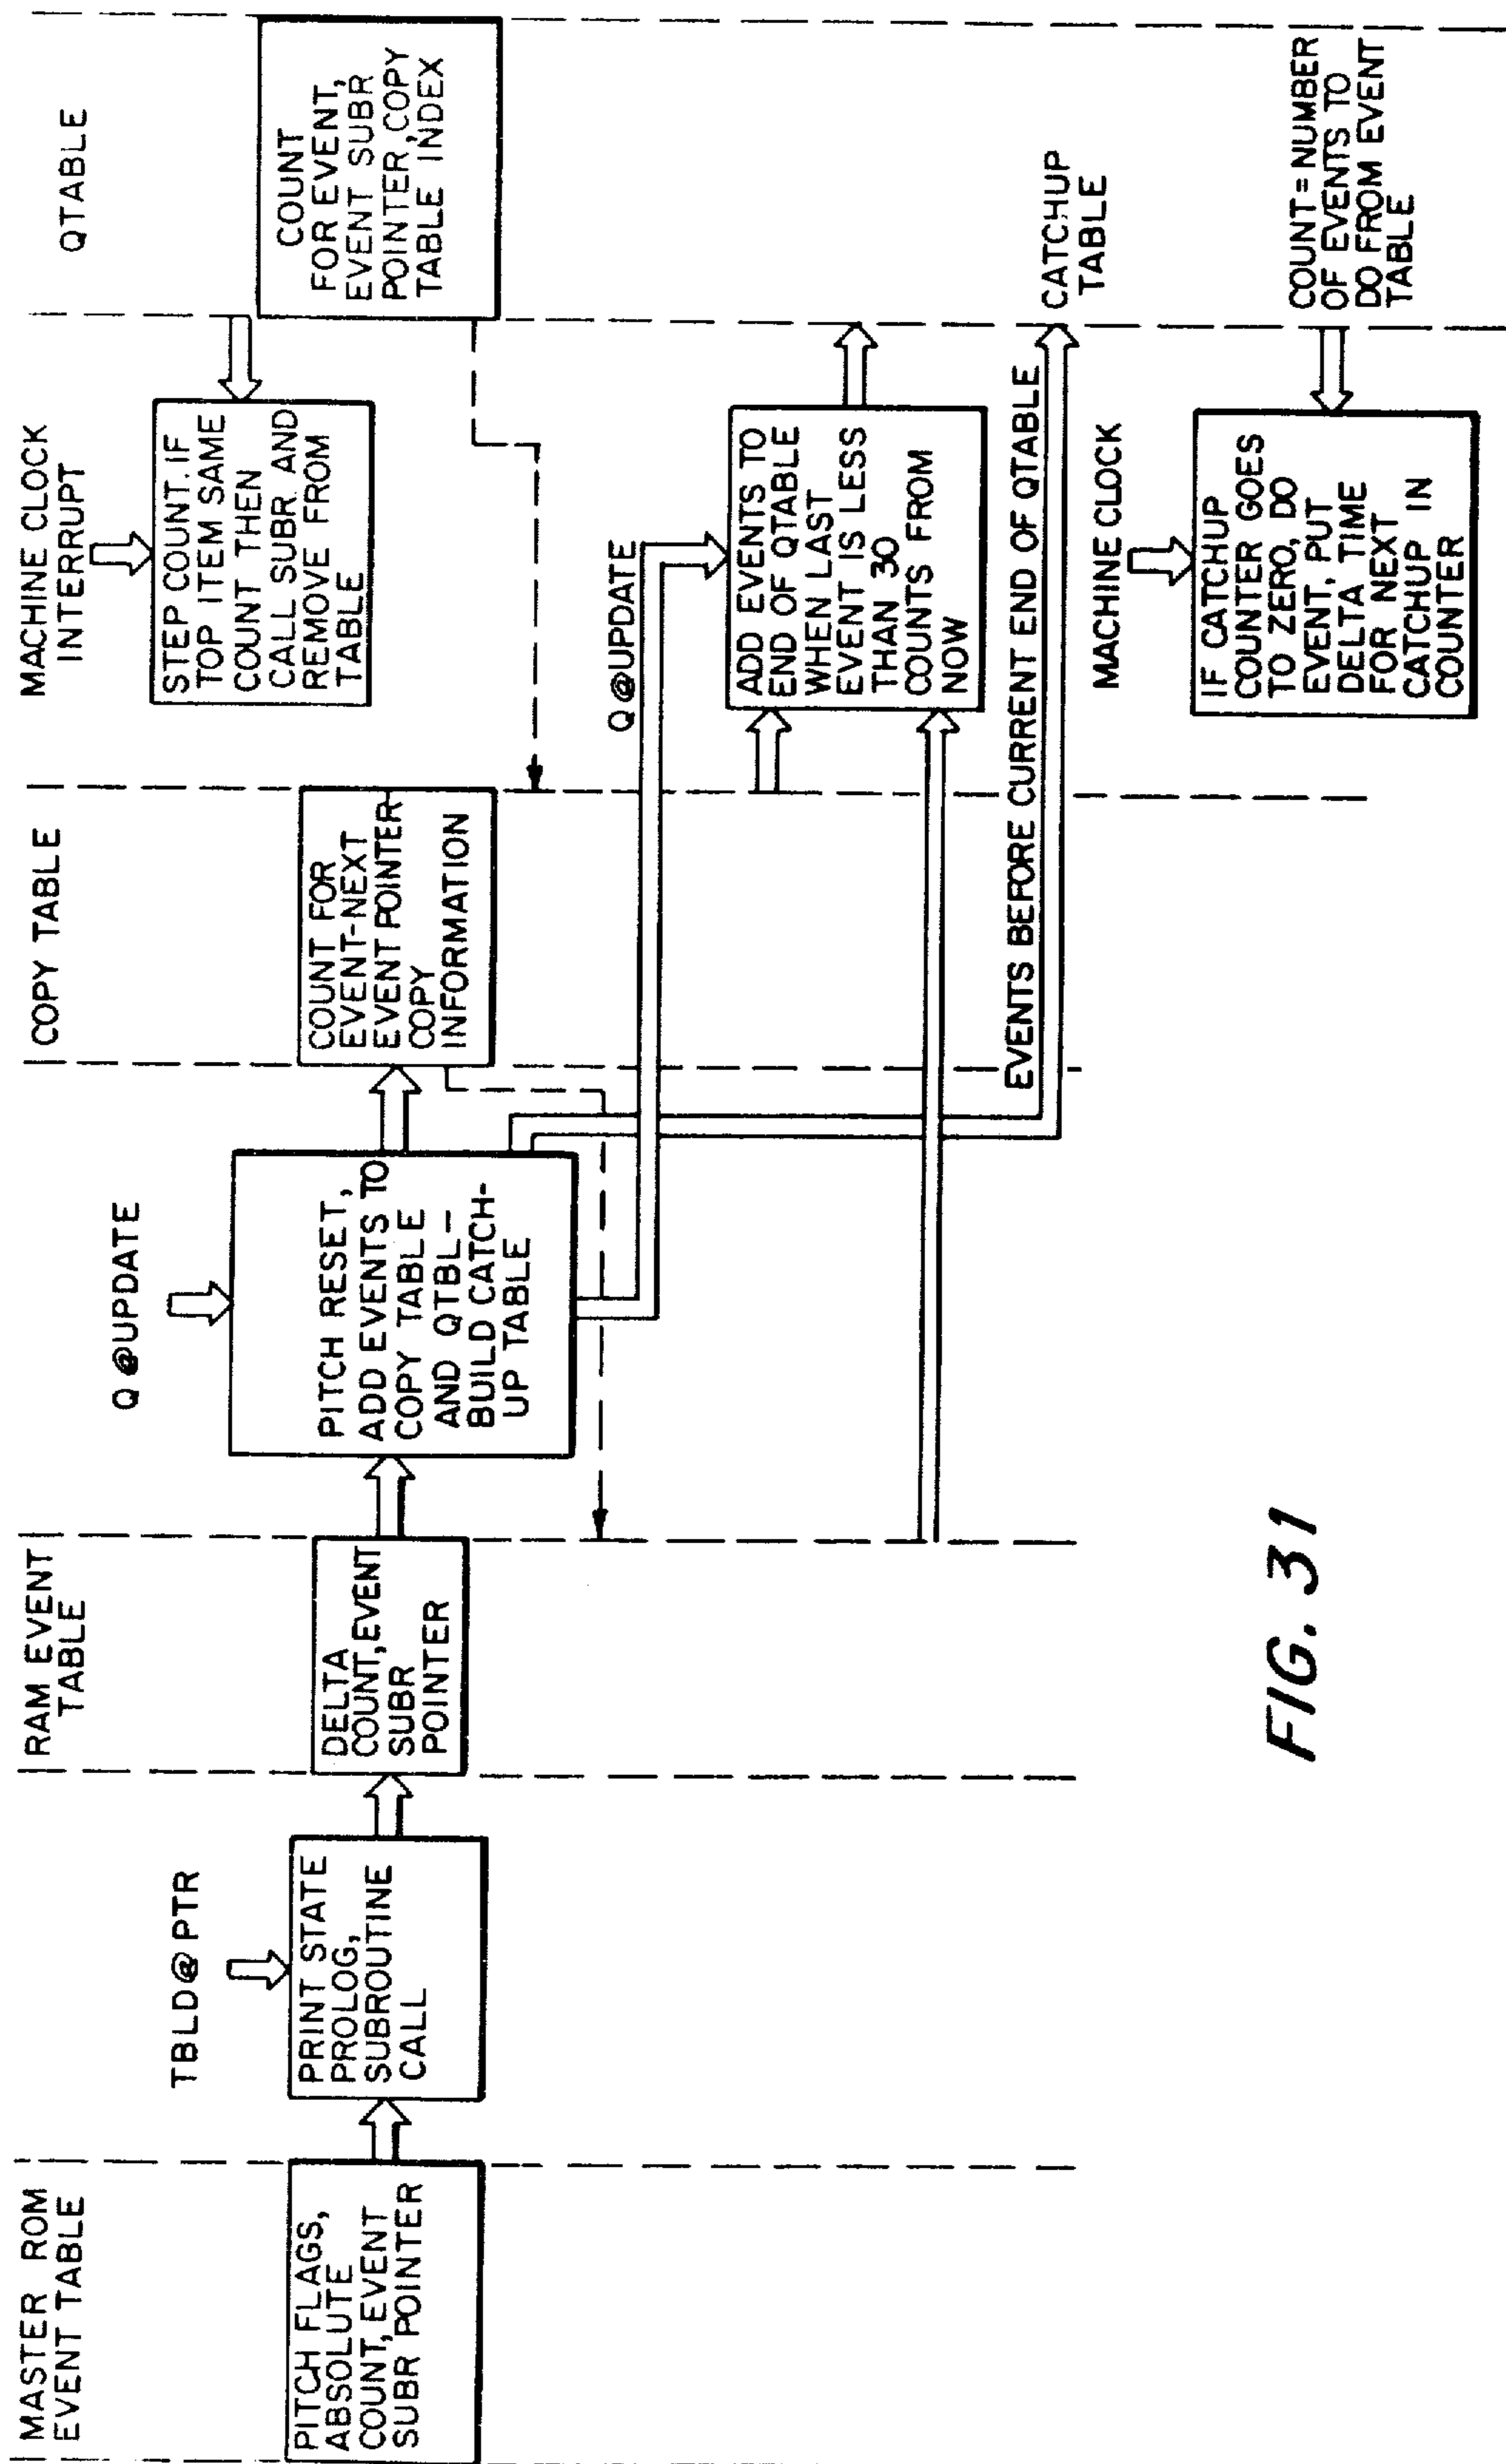 MASTER ROM
EVENT TABLE
PITCH FLAGS,
ABSOLUTE
COUNT, EVENT
SUBR POINTER
TBLD@PTR
PRINT STATE
PROLOG,
SUBROUTINE
CALL
RAM EVENT
TABLE
DELTA
COUNT, EVENT
SUBR
POINTER
Q@UPDATE
PITCH RESET,
ADD EVENTS TO
COPY TABLE
AND QTBL-
BUILD CATCH-
UP TABLE
COPY TABLE
COUNT FOR
EVENT-NEXT
EVENT POINTER
COPY
INFORMATION
MACHINE CLOCK
INTERRUPT
STEP COUNT. IF
TOP ITEM SAME
COUNT THEN
CALL SUBR AND
REMOVE FROM
TABLE
QTABLE
COUNT
FOR EVENT,
EVENT SUBR
POINTER, COPY
TABLE INDEX
Q@UPDATE
ADD EVENTS TO
END OF QTABLE
WHEN LAST
EVENT IS LESS
THAN 30
COUNTS FROM
NOW
EVENTS BEFORE CURRENT END OF QTABLE
CATCHUP
TABLE
MACHINE CLOCK
IF CATCHUP
COUNTER GOES
TO ZERO, DO
EVENT, PUT
DELTA TIME
FOR NEXT
CATCHUP IN
COUNTER
COUNT=NUMBER
OF EVENTS TO
DO FROM EVENT
TABLE
FIG. 31